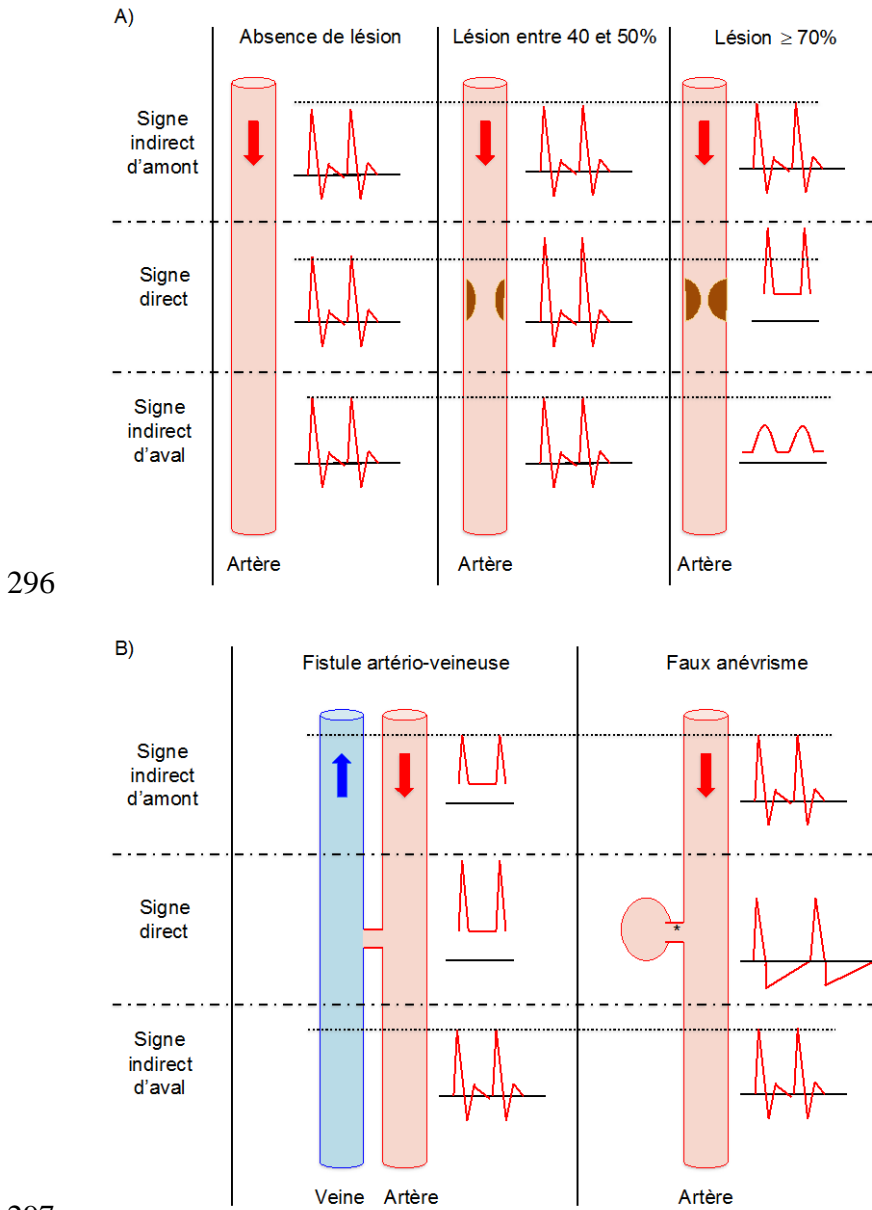 A)
Absence de lésion
Lésion entre 40 et 50%
Lésion ≥ 70%
Signe
indirect
d'amont
Signe
direct
Signe
indirect
d'aval
Artère
Artère
Artère
296
B)
Fistule artério-veineuse
Faux anévrisme
Signe
indirect
d'amont
Signe
direct
*
Signe
indirect
d'aval
Veine
Artère
Artère